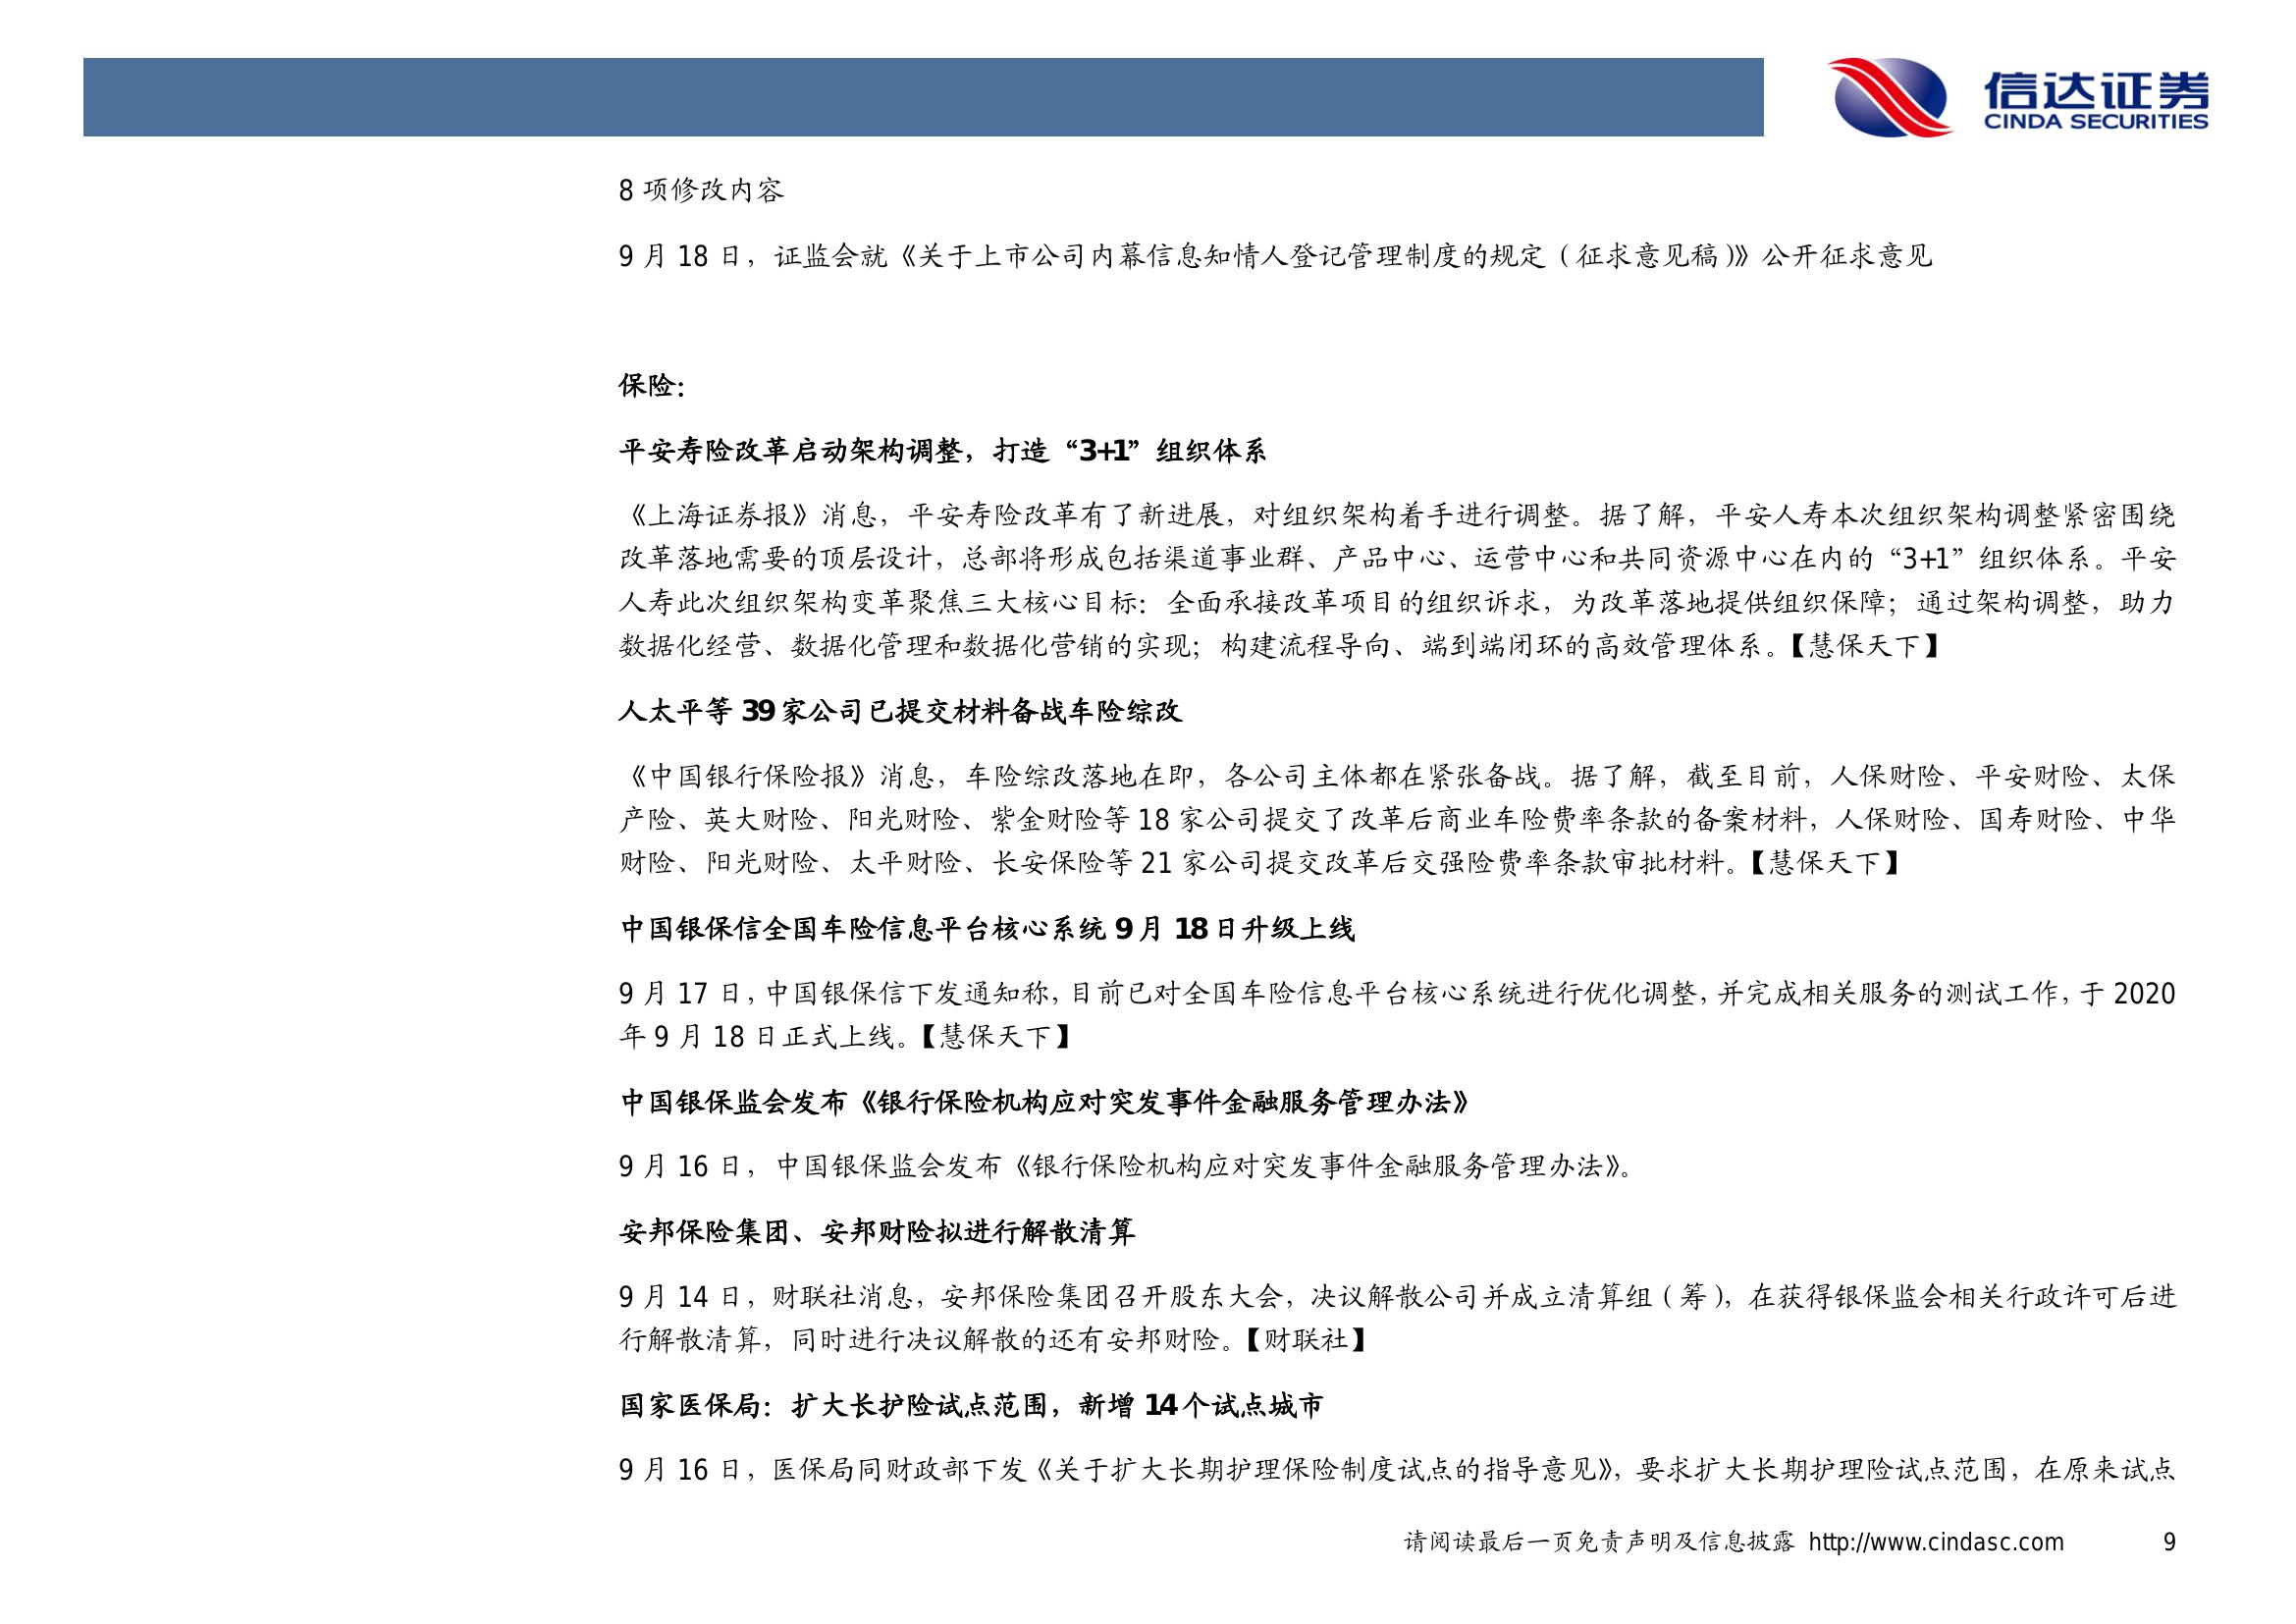 信达证券
CINDA SECURITIES
8 项修改内容
9 月 18 日，证监会就《关于上市公司内幕信息知情人登记管理制度的规定（征求意见稿）》公开征求意见
保险：
平安寿险改革启动架构调整，打造“3+1”组织体系
《上海证券报》消息，平安寿险改革有了新进展，对组织架构着手进行调整。据了解，平安人寿本次组织架构调整紧密围绕
改革落地需要的顶层设计，总部将形成包括渠道事业群、产品中心、运营中心和共同资源中心在内的“3+1”组织体系。平安
人寿此次组织架构变革聚焦三大核心目标：全面承接改革项目的组织诉求，为改革落地提供组织保障；通过架构调整，助力
数据化经营、数据化管理和数据化营销的实现；构建流程导向、端到端闭环的高效管理体系。【慧保天下】
人太平等 39 家公司已提交材料备战车险综改
《中国银行保险报》消息，车险综改落地在即，各公司主体都在紧张备战。据了解，截至目前，人保财险、平安财险、太保
产险、英大财险、阳光财险、紫金财险等 18 家公司提交了改革后商业车险费率条款的备案材料，人保财险、国寿财险、中华
财险、阳光财险、太平财险、长安保险等 21 家公司提交改革后交强险费率条款审批材料。【慧保天下】
中国银保信全国车险信息平台核心系统 9 月 18 日升级上线
9 月 17 日，中国银保信下发通知称，目前已对全国车险信息平台核心系统进行优化调整，并完成相关服务的测试工作，于 2020
年 9 月 18 日正式上线。【慧保天下】
中国银保监会发布《银行保险机构应对突发事件金融服务管理办法》
9 月 16 日，中国银保监会发布《银行保险机构应对突发事件金融服务管理办法》。
安邦保险集团、安邦财险拟进行解散清算
9 月 14 日，财联社消息，安邦保险集团召开股东大会，决议解散公司并成立清算组（筹），在获得银保监会相关行政许可后进
行解散清算，同时进行决议解散的还有安邦财险。【财联社】
国家医保局：扩大长护险试点范围，新增 14 个试点城市
9 月 16 日，医保局同财政部下发《关于扩大长期护理保险制度试点的指导意见》，要求扩大长期护理险试点范围，在原来试点
请阅读最后一页免责声明及信息披露 http://www.cindasc.com 9